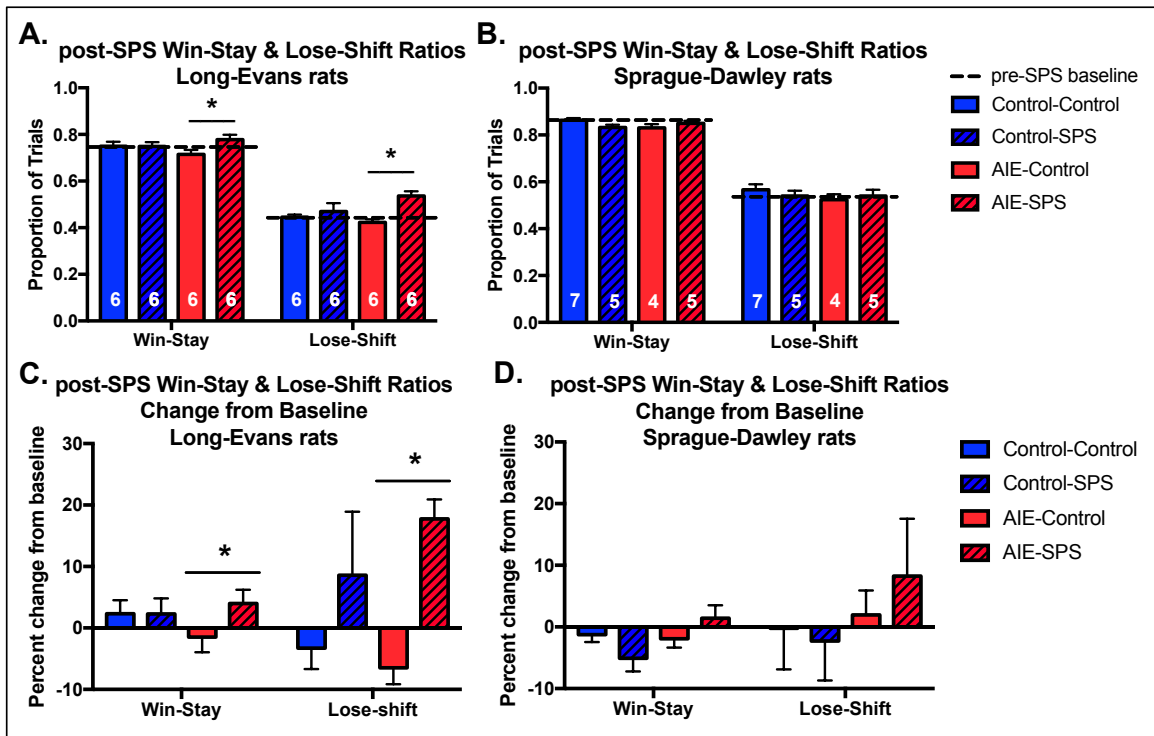 A.
post-SPS Win-Stay & Lose-Shift Ratios
Long-Evans rats
Proportion of Trials
1.0
0.8
0.6
0.4
0.2
0.0
*
*
6 6 6 6 6 6 6 6
Win-Stay Lose-Shift
B.
post-SPS Win-Stay & Lose-Shift Ratios
Sprague-Dawley rats
Proportion of Trials
1.0
0.8
0.6
0.4
0.2
0.0
7 5 4 5 7 5 4 5
Win-Stay Lose-Shift
pre-SPS baseline
Control-Control
Control-SPS
AIE-Control
AIE-SPS
C.
post-SPS Win-Stay & Lose-Shift Ratios
Change from Baseline
Long-Evans rats
Percent change from baseline
30
20
10
0
-10
*
*
Win-Stay Lose-shift
D.
post-SPS Win-Stay & Lose-Shift Ratios
Change from Baseline
Sprague-Dawley rats
Percent change from baseline
30
20
10
0
-10
Win-Stay Lose-Shift
Control-Control
Control-SPS
AIE-Control
AIE-SPS